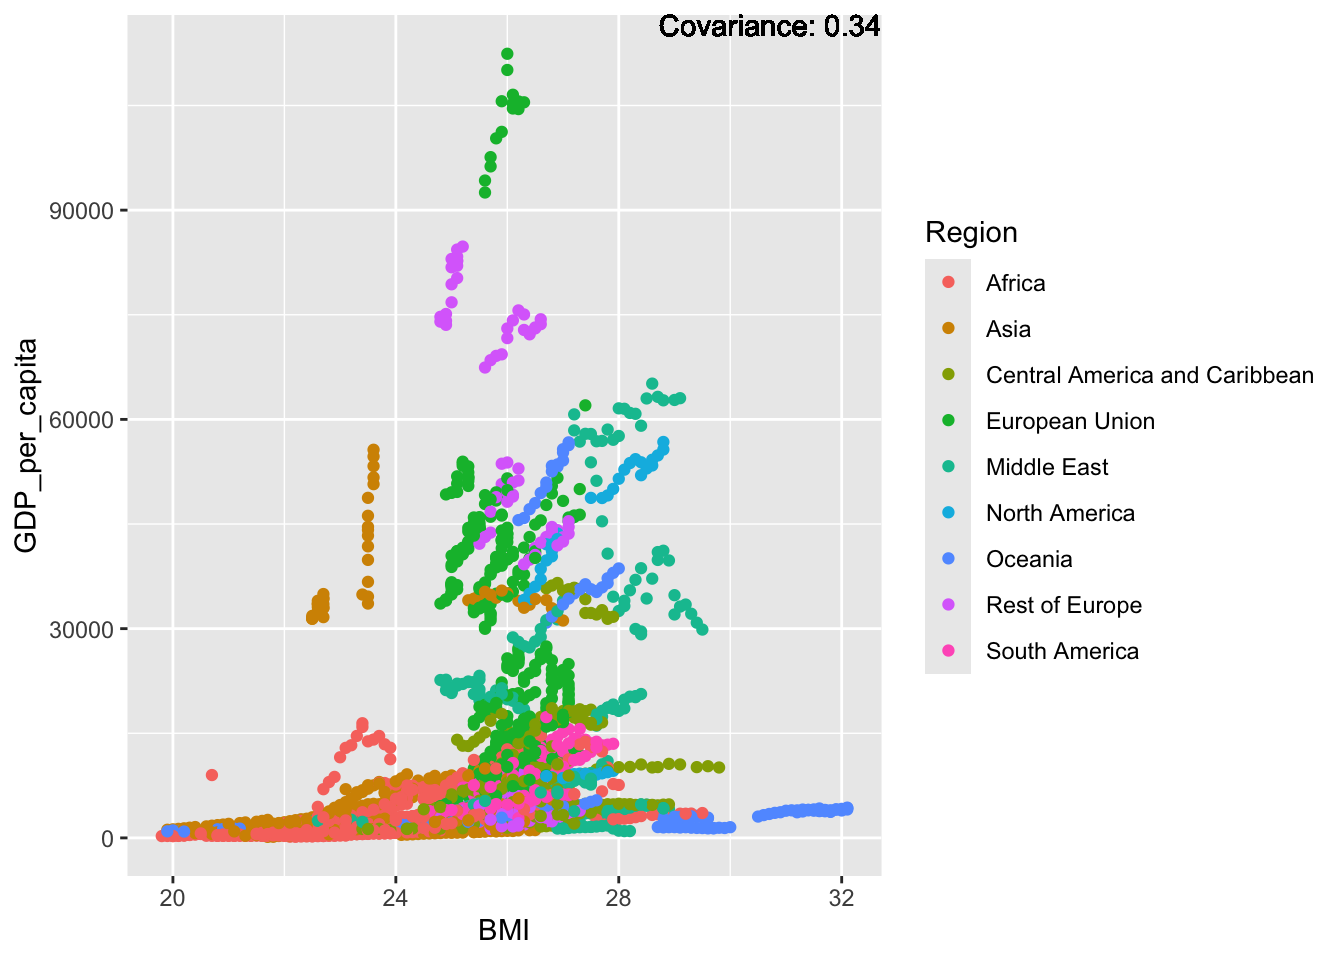 Covariance: 0.34
GDP_per_capita
90000
60000
30000
0
20
24
28
32
BMI
Region
Africa
Asia
Central America and Caribbean
European Union
Middle East
North America
Oceania
Rest of Europe
South America